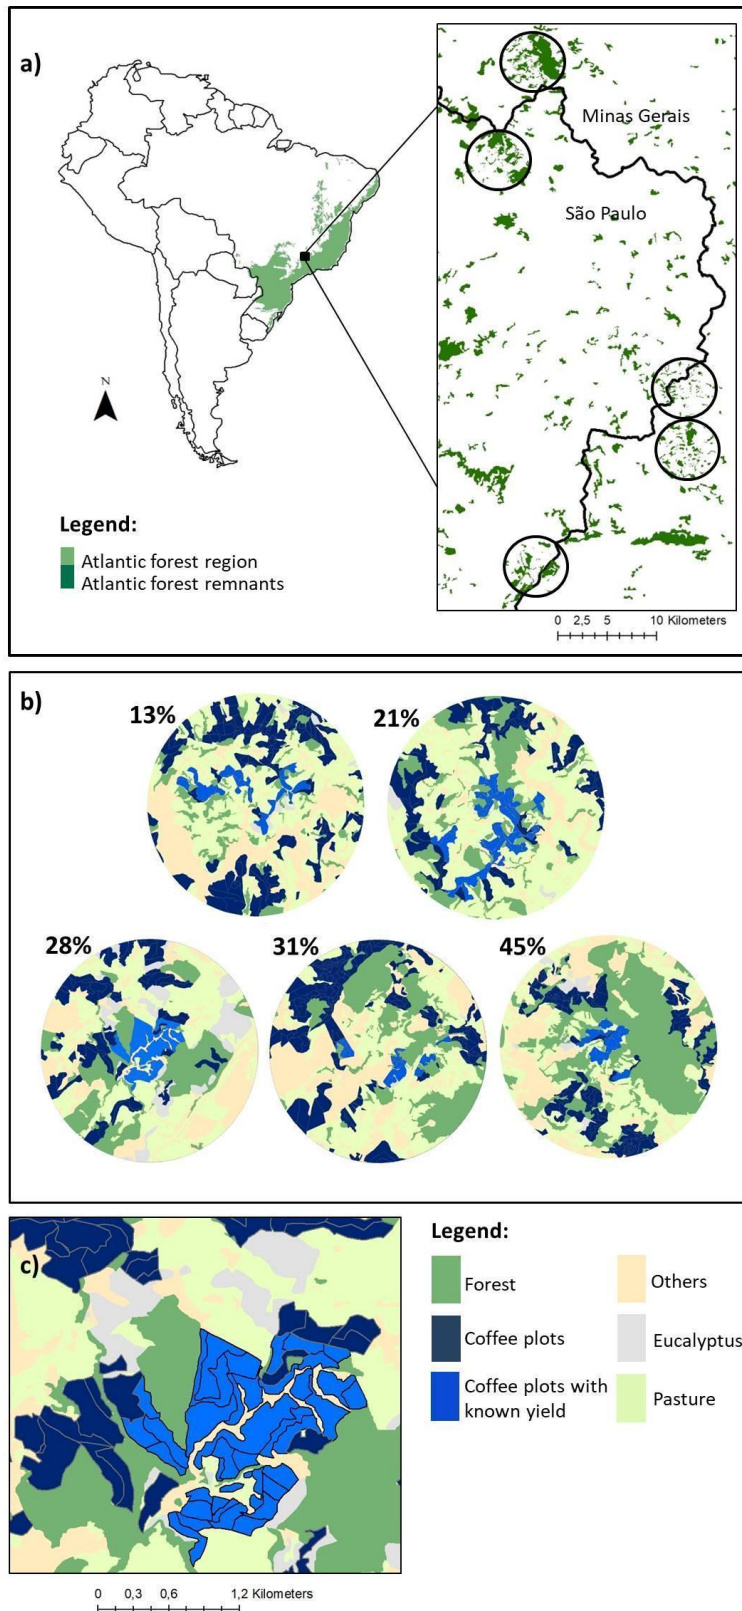 a)
Minas Gerais
São Paulo
N
Legend:
Atlantic forest region
Atlantic forest remnants
0 2,5 5 10 Kilometers
b)
13%
21%
28%
31%
45%
c)
Legend:
Forest
Others
Coffee plots
Eucalyptus
Coffee plots with
known yield
Pasture
0 0,3 0,6 1,2 Kilometers